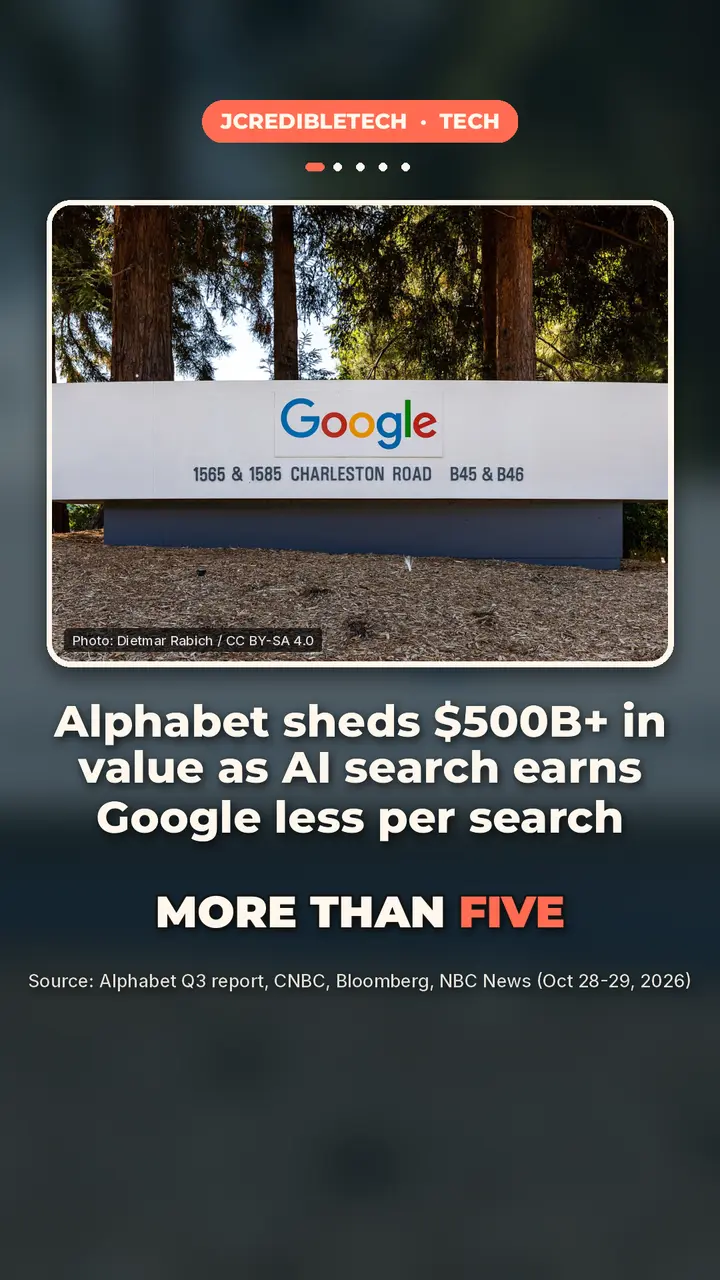 JCREDIBLETECH · TECH
Google
1565 & 1585 CHARLESTON ROAD B45 & B46
Photo: Dietmar Rabich / CC BY-SA 4.0
Alphabet sheds $500B+ in
value as AI search earns
Google less per search
MORE THAN FIVE
Source: Alphabet Q3 report, CNBC, Bloomberg, NBC News (Oct 28-29, 2026)